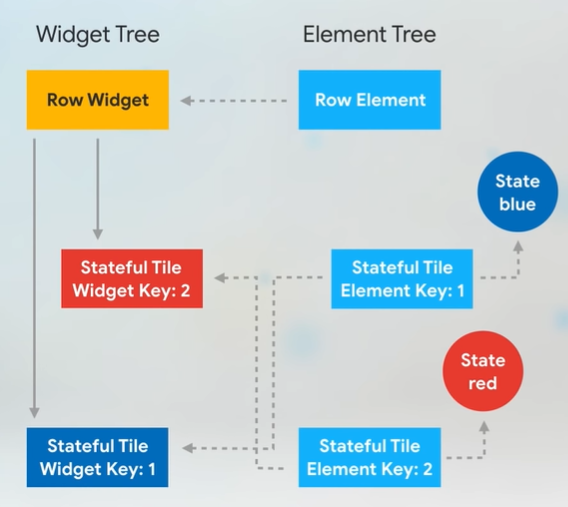 Widget Tree
Element Tree
Row Widget
Row Element
State
blue
Stateful Tile
Widget Key: 2
Stateful Tile
Element Key: 1
State
red
Stateful Tile
Widget Key: 1
Stateful Tile
Element Key: 2